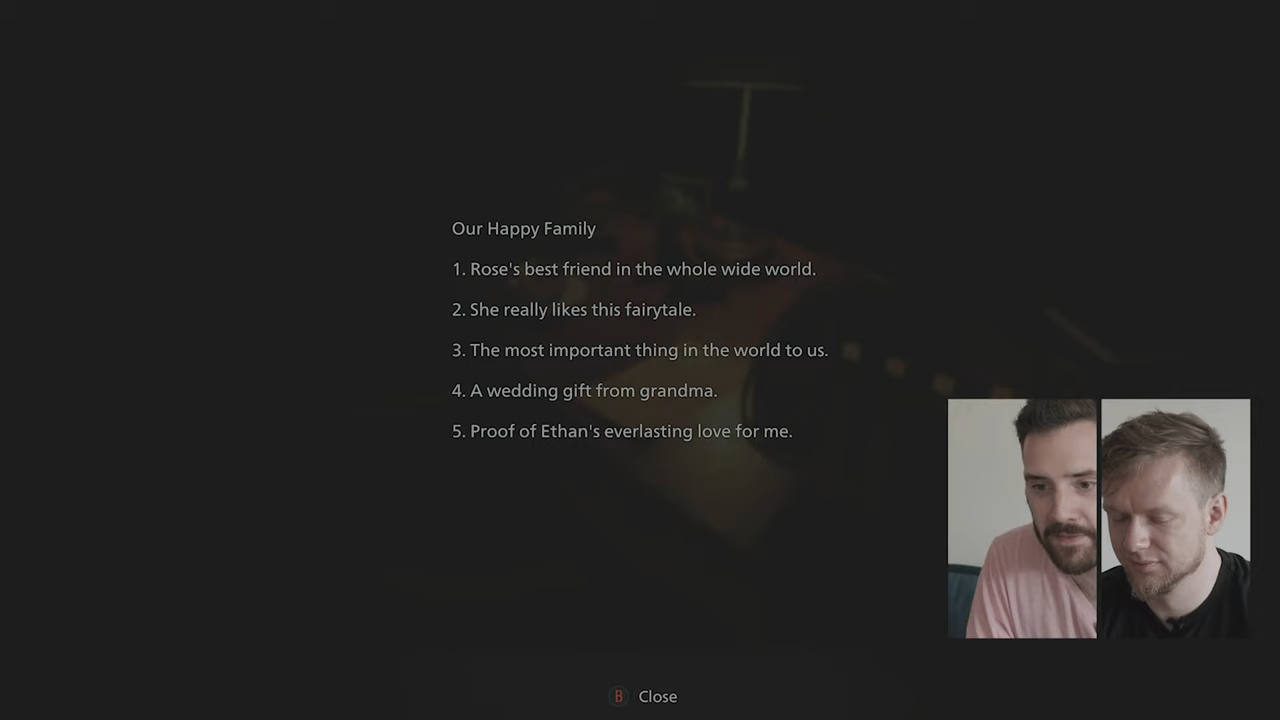 Our Happy Family
1. Rose's best friend in the whole wide world.
2. She really likes this fairytale.
3. The most important thing in the world to us.
4. A wedding gift from grandma.
5. Proof of Ethan's everlasting love for me.
B Close